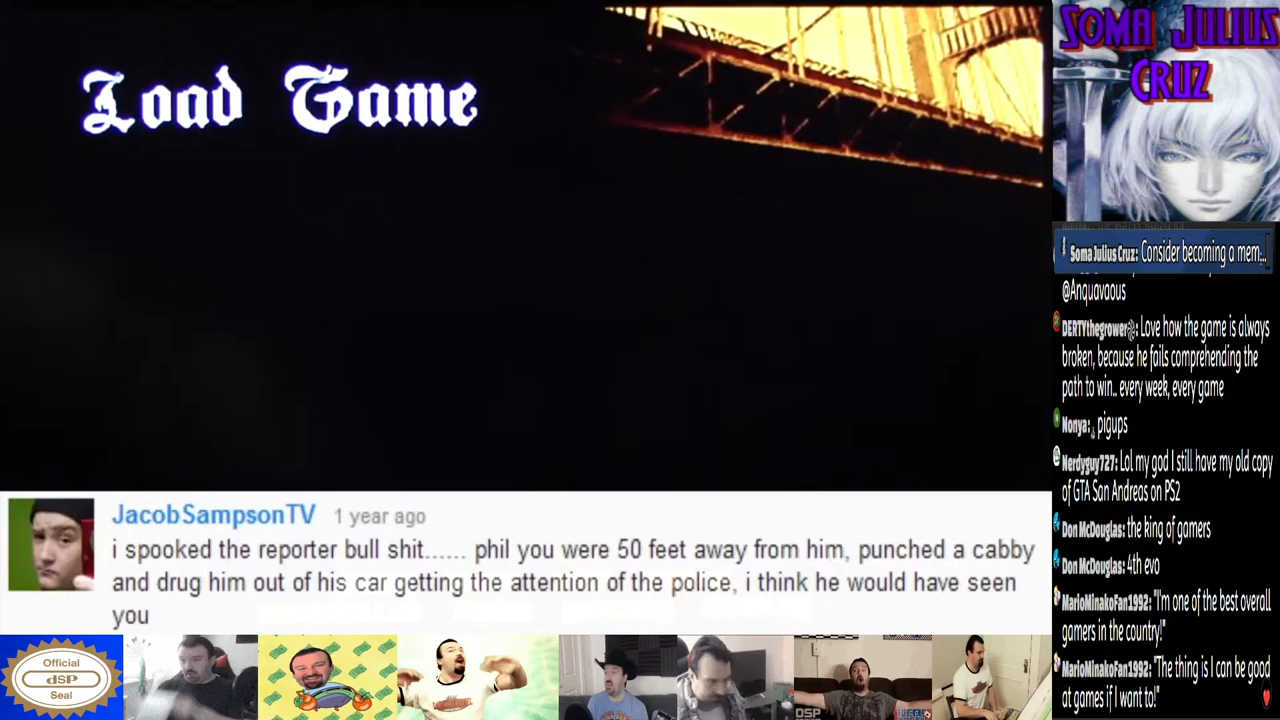 Load Game
SOMA JULIUS
CRUZ
Soma Julius Cruz: Consider becoming a mem...
@Anquavaous
DERTYthegrower: Love how the game is always
broken, because he fails comprehending the
path to win.. every week, every game
Nonya: pigups
Nerdyguy727: Lol my god I still have my old copy
of GTA San Andreas on PS2
Don McDouglas: the king of gamers
Don McDouglas: 4th evo
MarioMinakoFan1992: "I'm one of the best overall
gamers in the country!"
MarioMinakoFan1992: "The thing is I can be good
at games if I want to!"
JacobSampsonTV 1 year ago
i spooked the reporter bull shit...... phil you were 50 feet away from him, punched a cabby
and drug him out of his car getting the attention of the police, i think he would have seen
you
Official
dSP
Seal
DSP